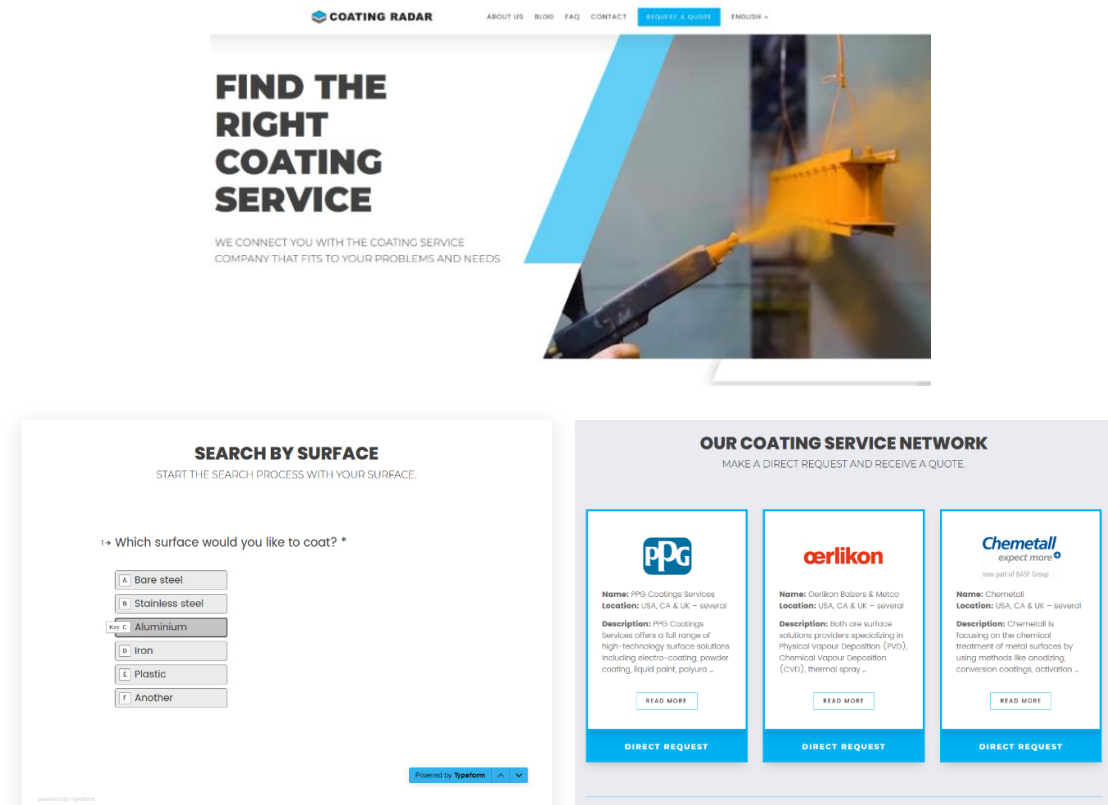 COATING RADAR
ABOUT US BLOG FAQ CONTACT REQUEST A QUOTE ENGLISH
FIND THE
RIGHT
COATING
SERVICE
WE CONNECT YOU WITH THE COATING SERVICE
COMPANY THAT FITS TO YOUR PROBLEMS AND NEEDS
SEARCH BY SURFACE
START THE SEARCH PROCESS WITH YOUR SURFACE.
1→ Which surface would you like to coat? *
A Bare steel
B Stainless steel
Key C Aluminium
D Iron
E Plastic
F Another
Powered by Typeform
powered by Typeform
OUR COATING SERVICE NETWORK
MAKE A DIRECT REQUEST AND RECEIVE A QUOTE.
PPG
Name: PPG Coatings Services
Location: USA, CA & UK – several
Description: PPG Coatings
Services offers a full range of
high-technology surface solutions
including electro-coating, powder
coating, liquid paint, polyura ...
READ MORE
DIRECT REQUEST
œrlikon
Name: Oerlikon Balzers & Metco
Location: USA, CA & UK – several
Description: Both are surface
solutions providers specializing in
Physical Vapour Deposition (PVD),
Chemical Vapour Deposition
(CVD), thermal spray ...
READ MORE
DIRECT REQUEST
Chemetall
expect more+
now part of BASF Group
Name: Chemetall
Location: USA, CA & UK – several
Description: Chemetall is
focusing on the chemical
treatment of metal surfaces by
using methods like anodizing,
conversion coatings, activation ...
READ MORE
DIRECT REQUEST